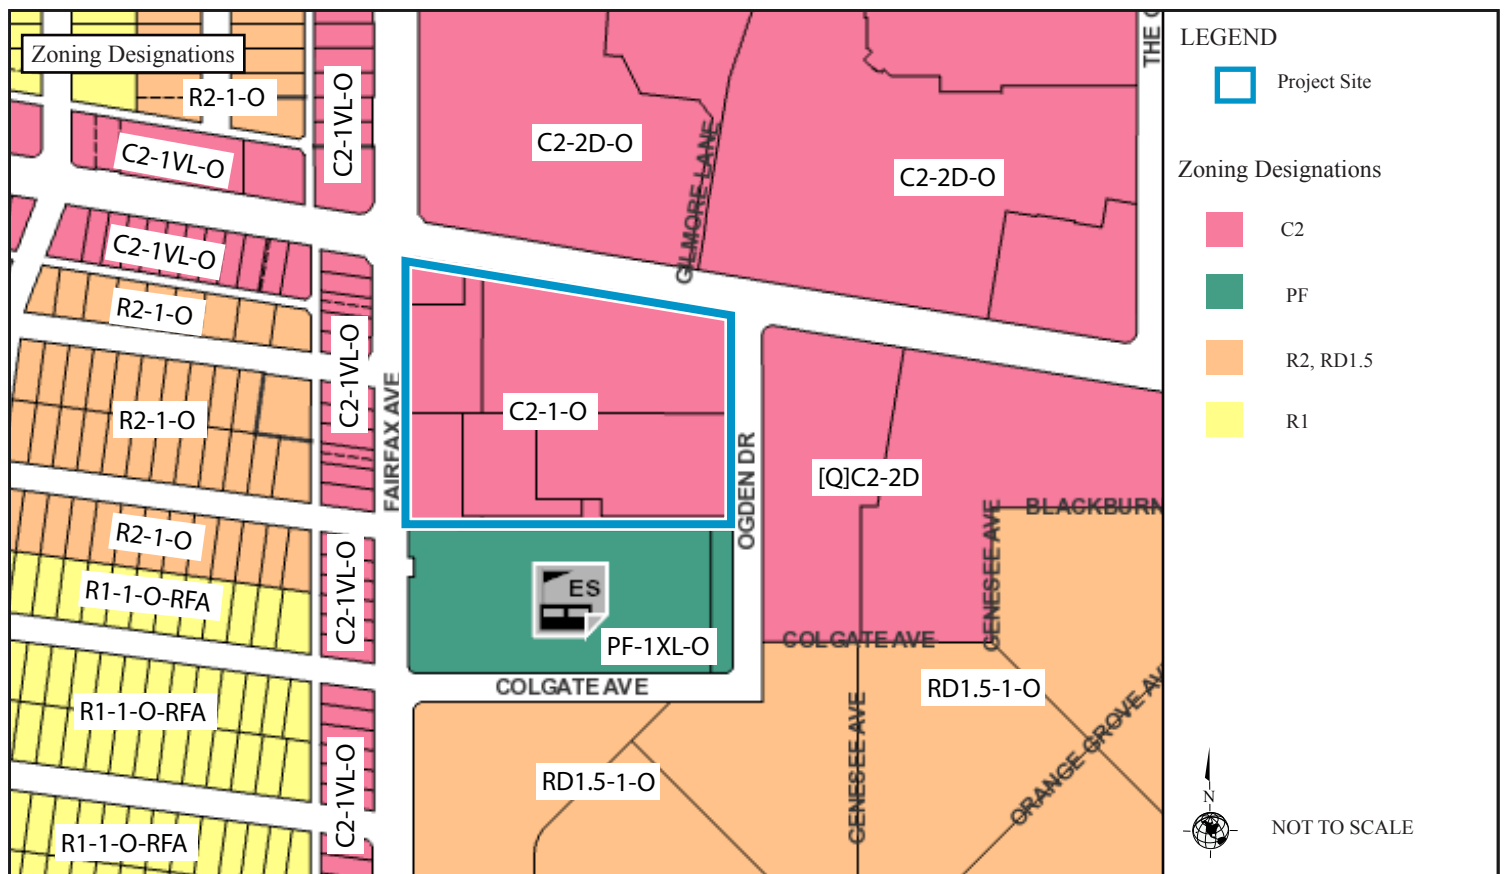 Zoning Designations
R2-1-O
C2-1VL-O
C2-1VL-O
C2-2D-O
GILMORE LANE
C2-2D-O
C2-1VL-O
R2-1-O
C2-1VL-O
R2-1-O
FAIRFAX AVE
C2-1-O
OGDEN DR
[Q]C2-2D
GENESEE AVE
BLACKBURN
R2-1-O
R1-1-O-RFA
C2-1VL-O
ES
PF-1XL-O
COLGATE AVE
COLGATE AVE
RD1.5-1-O
R1-1-O-RFA
C2-1VL-O
RD1.5-1-O
GENESEE AVE
ORANGE GROVE
R1-1-O-RFA
THE
LEGEND
Project Site
Zoning Designations
C2
PF
R2, RD1.5
R1
N
NOT TO SCALE